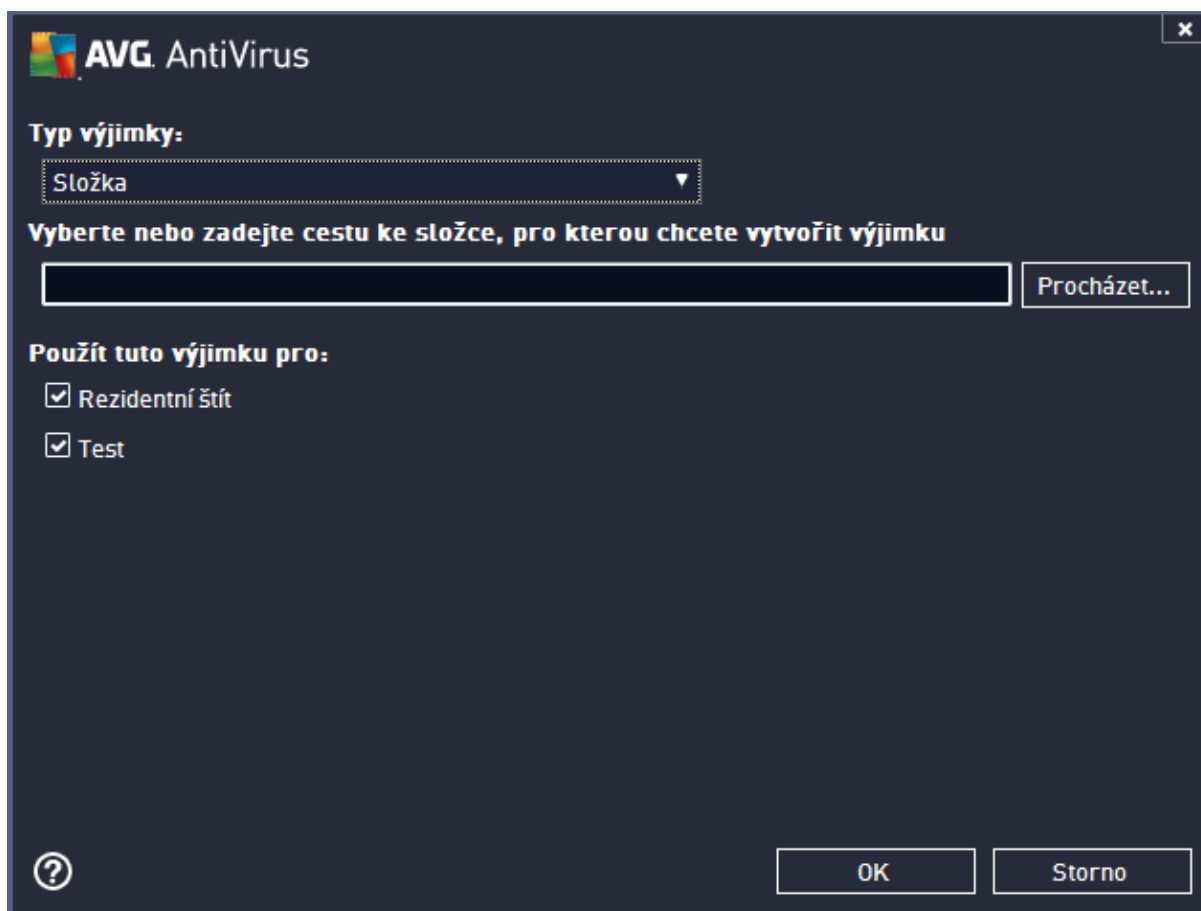 AVG. AntiVirus
Typ výjimky:
Složka
Vyberte nebo zadejte cestu ke složce, pro kterou chcete vytvořit výjimku
Procházet...
Použít tuto výjimku pro:
Rezidentní štít
Test
OK
Storno